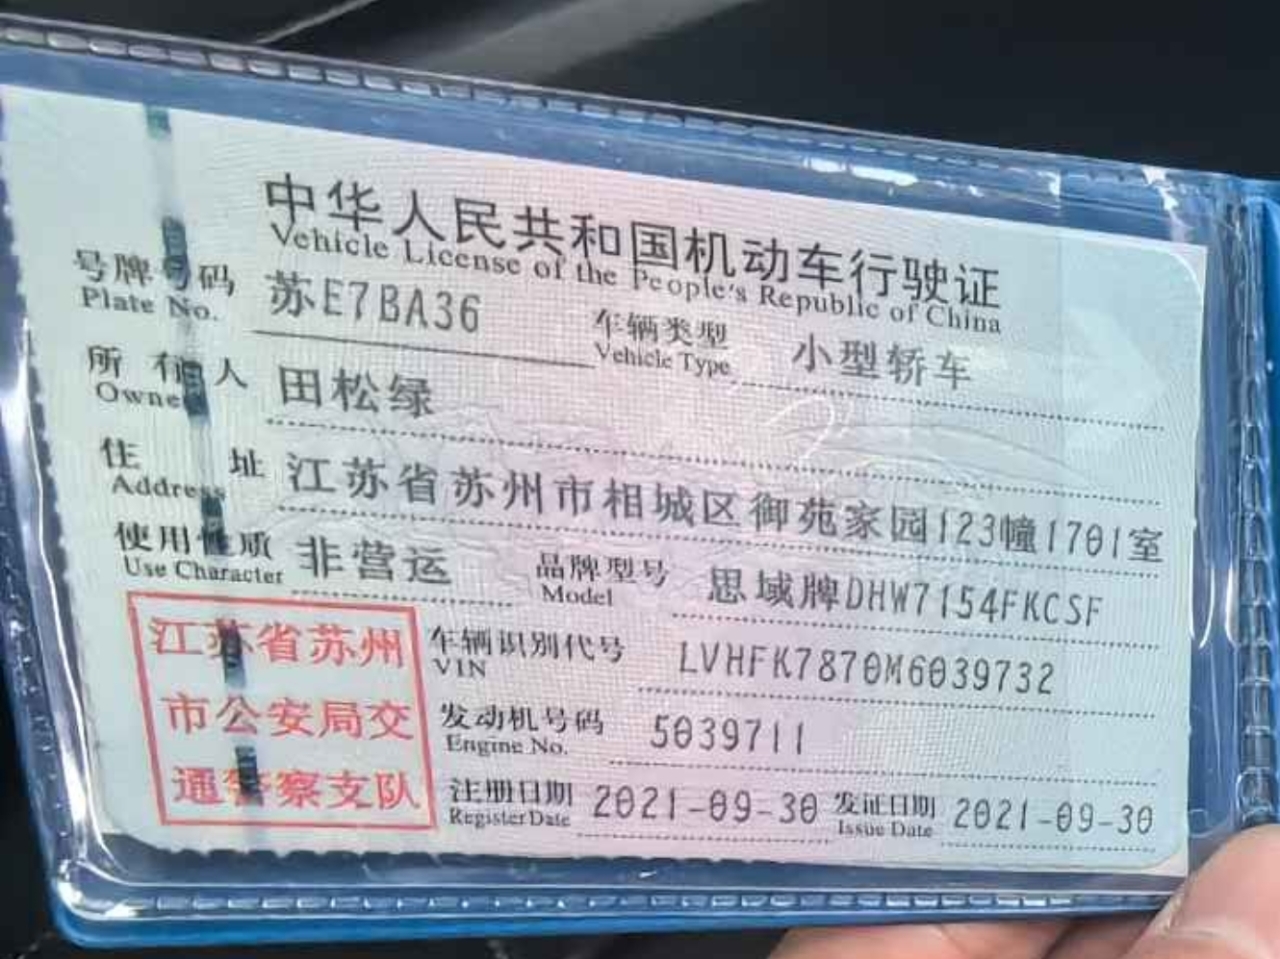 中华人民共和国机动车行驶证
Vehicle License of the People's Republic of China
号牌号码 苏E7BA36 车辆类型 小型轿车
Plate No. Vehicle Type
所有人 田松绿
Owner
住址 江苏省苏州市相城区御苑家园123幢1701室
Address
使用性质 非营运 品牌型号 思域牌DHW7154FKCSF
Use Character Model
江苏省苏州
市公安局交
通警察支队
车辆识别代号 LVHFK7870M6039732
VIN
发动机号码 5039711
Engine No.
注册日期 2021-09-30 发证日期 2021-09-30
Register Date Issue Date